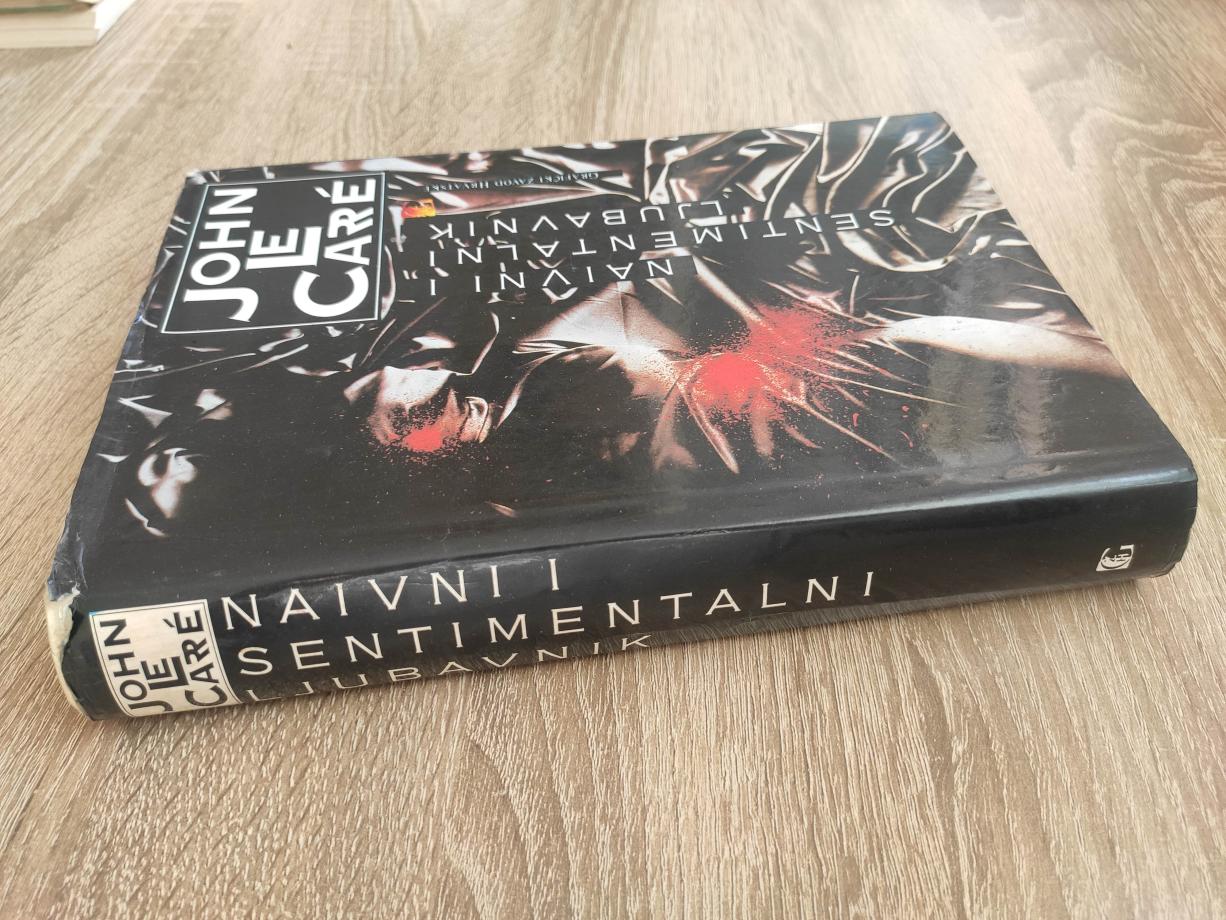 JOHN
LE
CARRÉ
GRAFIČKI ZAVOD HRVATSKE
NAIVNI I
SENTIMENTALNI
LJUBAVNIK
JOHN
LE
CARRÉ
NAIVNI I
SENTIMENTALNI
LJUBAVNIK